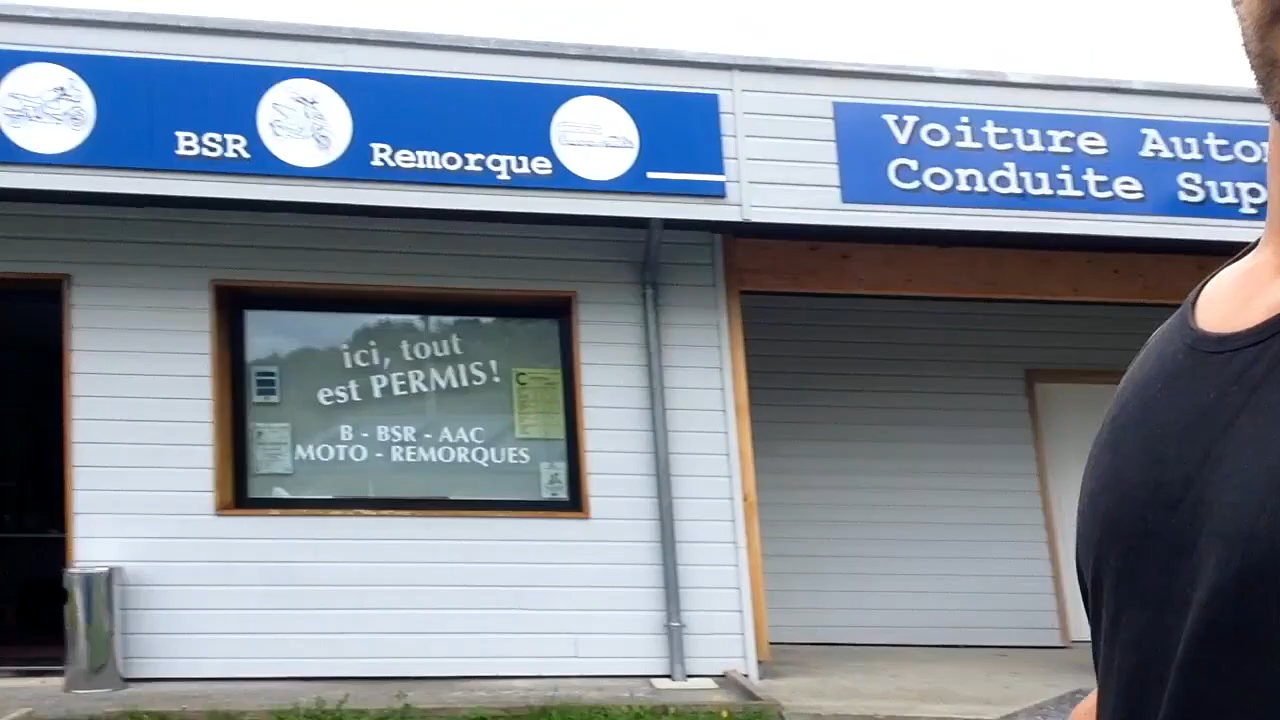 BSR
Remorque
Voiture
Conduite
ici, tout
est PERMIS!
B - BSR - AAC
MOTO - REMORQUES